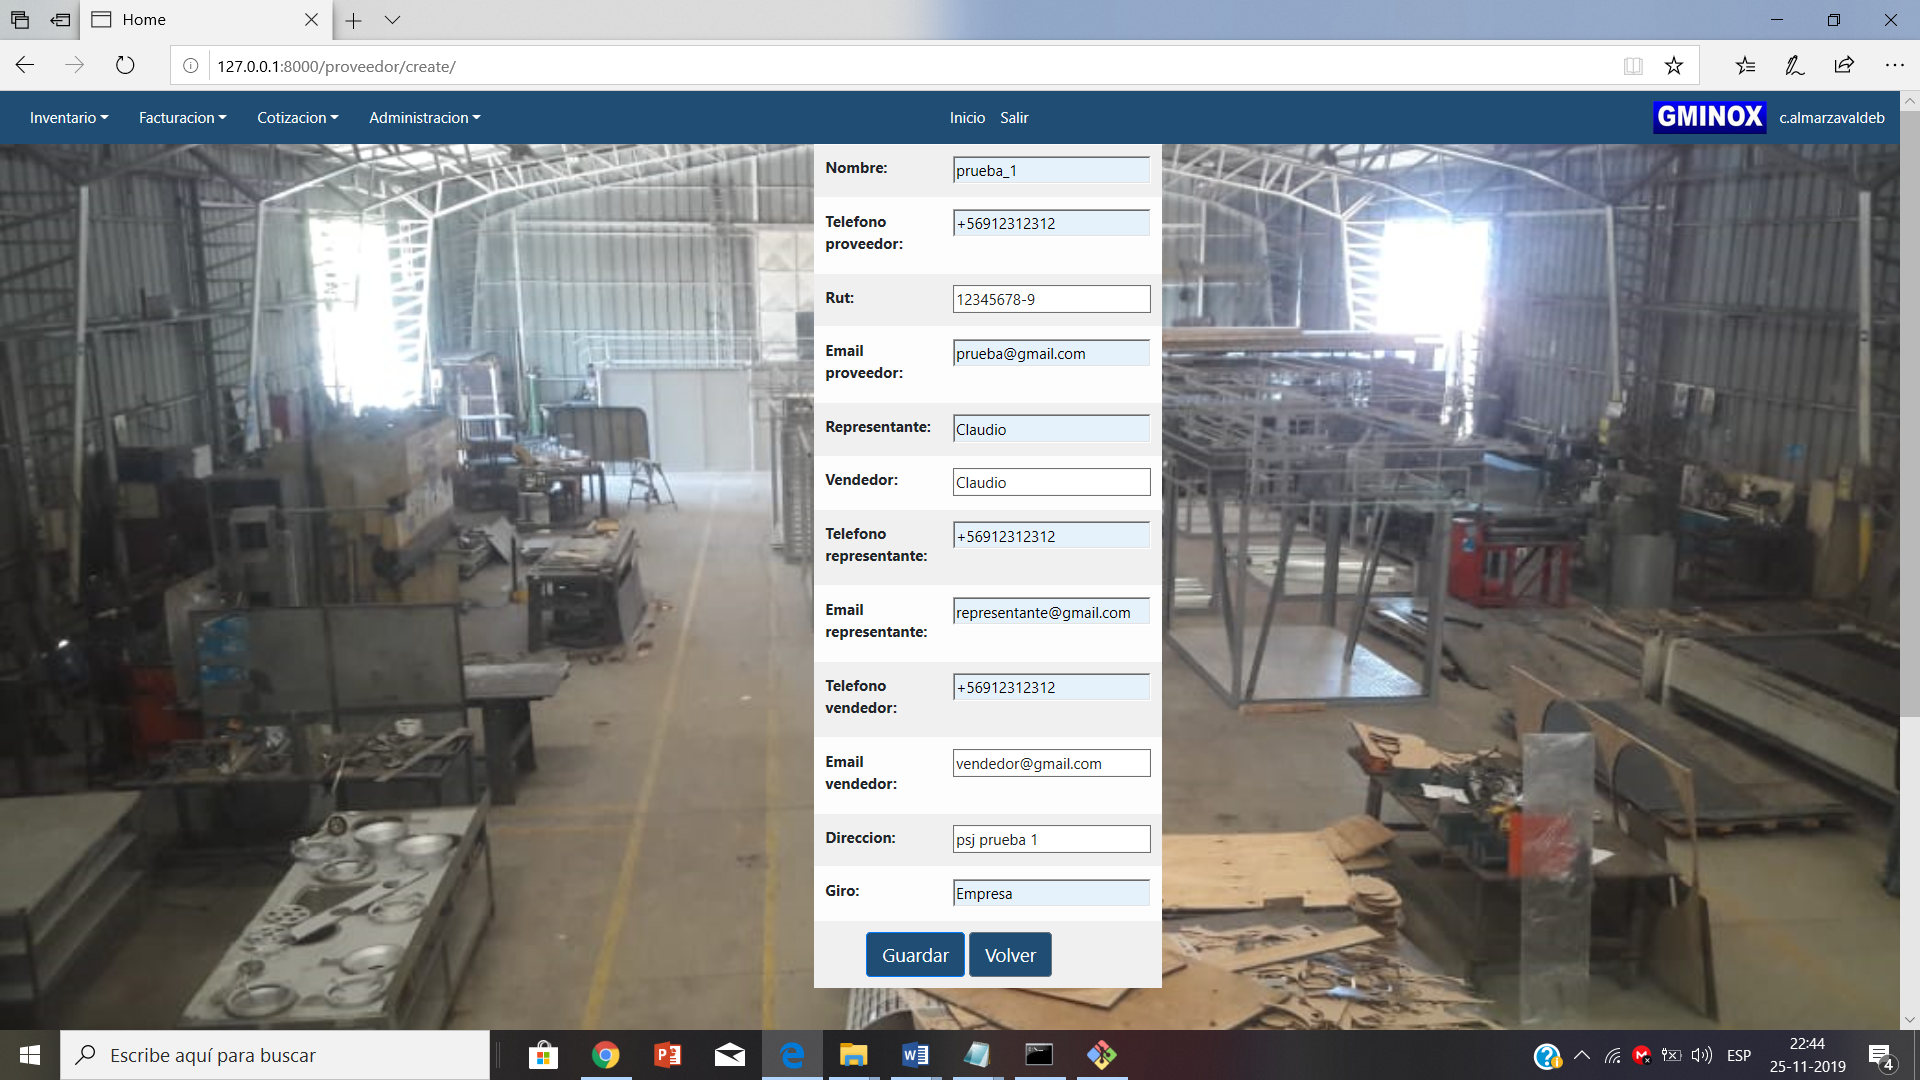 Home
127.0.0.1:8000/proveedor/create/
Inventario Facturacion Cotizacion Administracion Inicio Salir GMINOX c.almarzavaldeb
Nombre: prueba_1
Telefono proveedor: +56912312312
Rut: 12345678-9
Email proveedor: prueba@gmail.com
Representante: Claudio
Vendedor: Claudio
Telefono representante: +56912312312
Email representante: representante@gmail.com
Telefono vendedor: +56912312312
Email vendedor: vendedor@gmail.com
Direccion: psj prueba 1
Giro: Empresa
Guardar Volver
Escribe aquí para buscar
ESP
22:44
25-11-2019
4